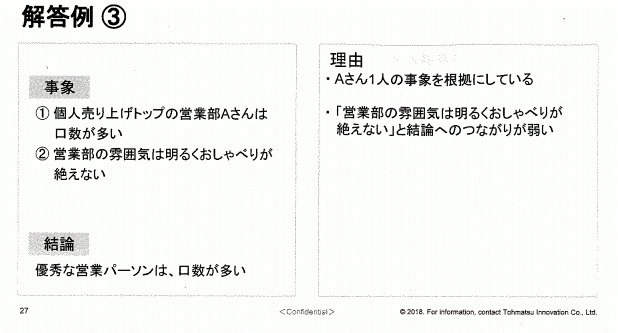 解答例 ③
事象
① 個人売り上げトップの営業部Aさんは
口数が多い
② 営業部の雰囲気は明るくおしゃべりが
絶えない
結論
優秀な営業パーソンは、口数が多い
理由
・Aさん1人の事象を根拠にしている
・「営業部の雰囲気は明るくおしゃべりが
絶えない」と結論へのつながりが弱い
27
＜Confidential＞
© 2018. For information, contact Tohmatsu Innovation Co., Ltd.